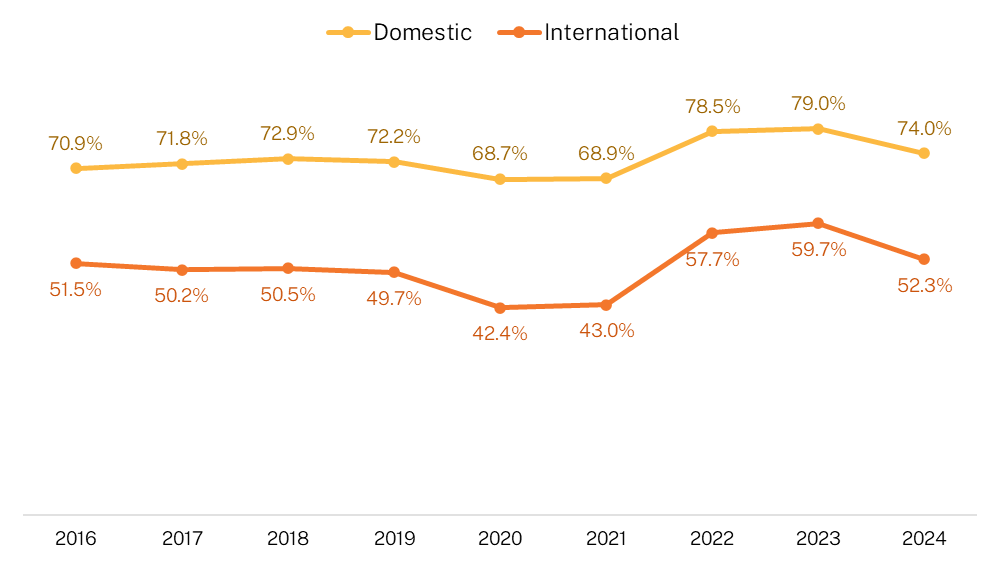 Domestic International
70.9% 71.8% 72.9% 72.2% 68.7% 68.9% 78.5% 79.0% 74.0%
51.5% 50.2% 50.5% 49.7% 42.4% 43.0% 57.7% 59.7% 52.3%
2016 2017 2018 2019 2020 2021 2022 2023 2024